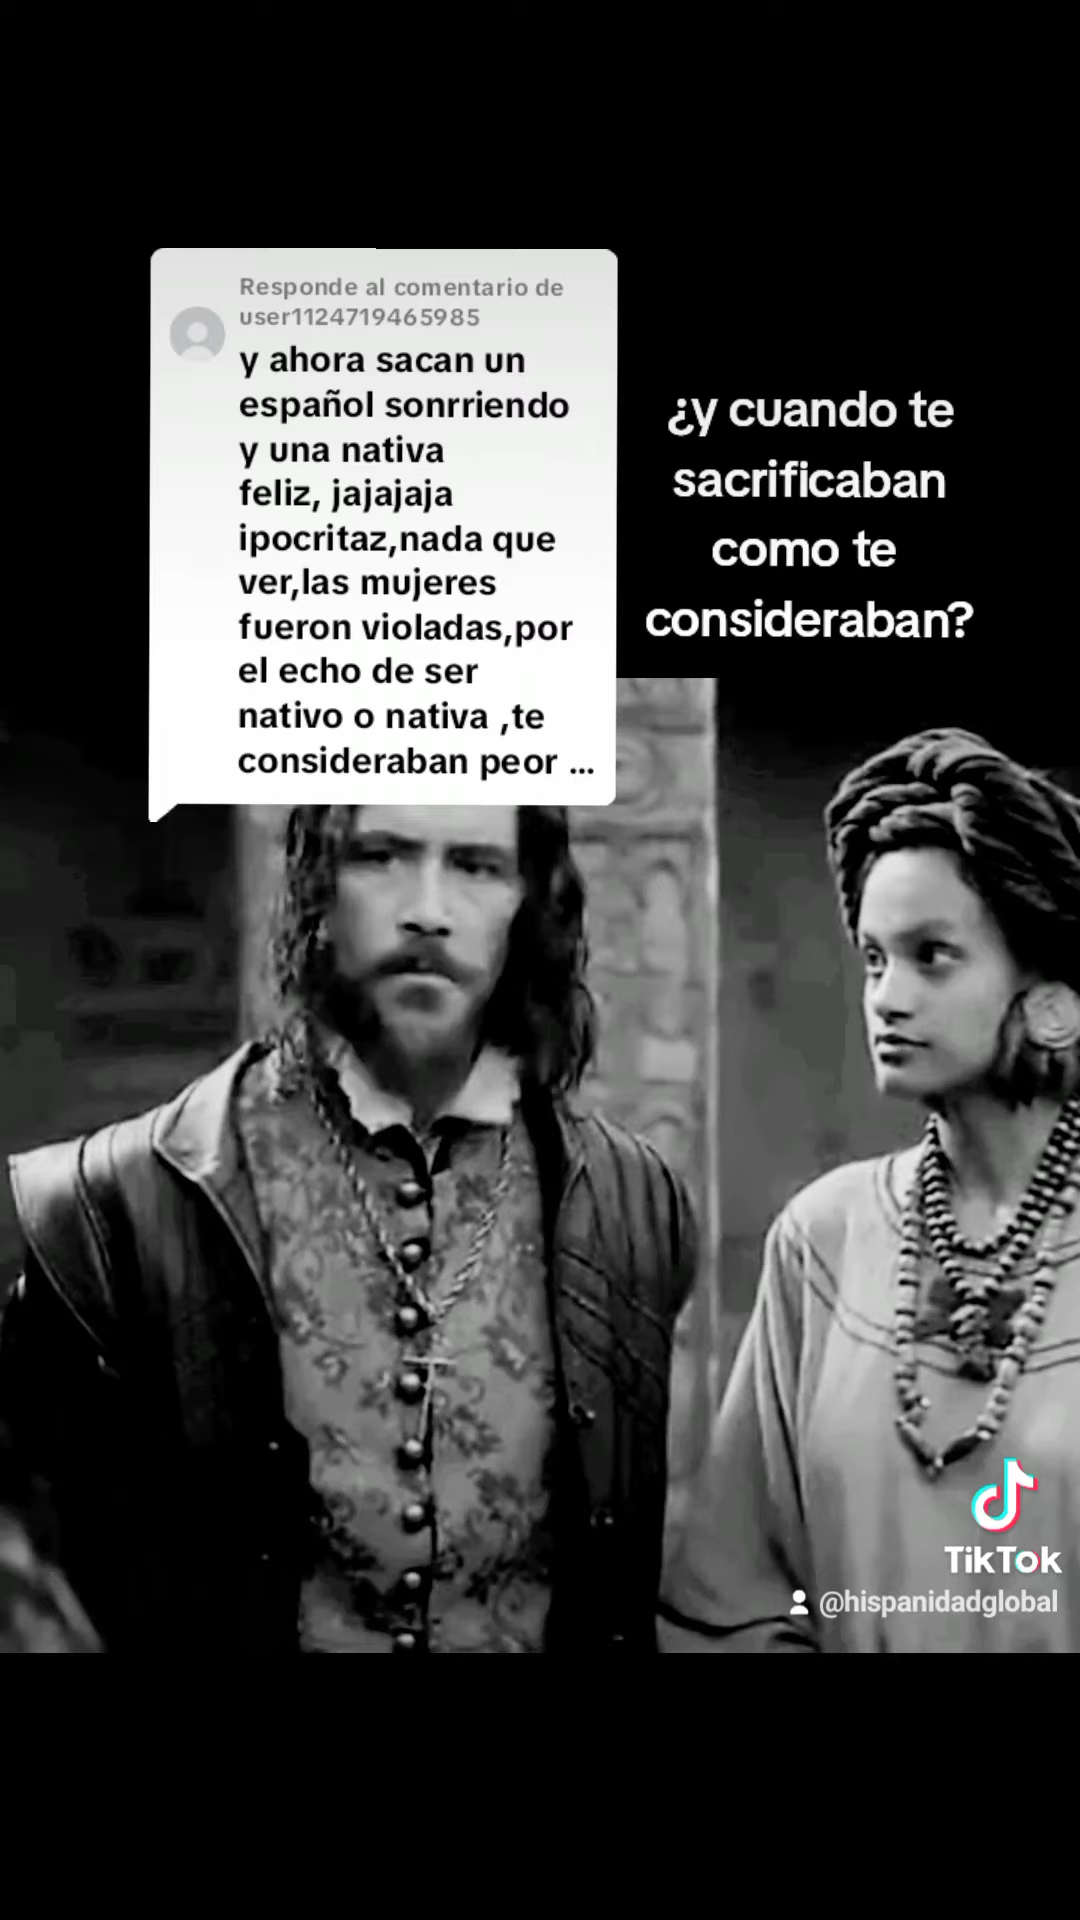 Responde al comentario de
user1124719465985
y ahora sacan un
español sonrriendo
y una nativa
feliz, jajajaja
ipocritaz,nada que
ver,las mujeres
fueron violadas,por
el echo de ser
nativo o nativa ,te
consideraban peor ...
¿y cuando te
sacrificaban
como te
consideraban?
TikTok
@hispanidadglobal